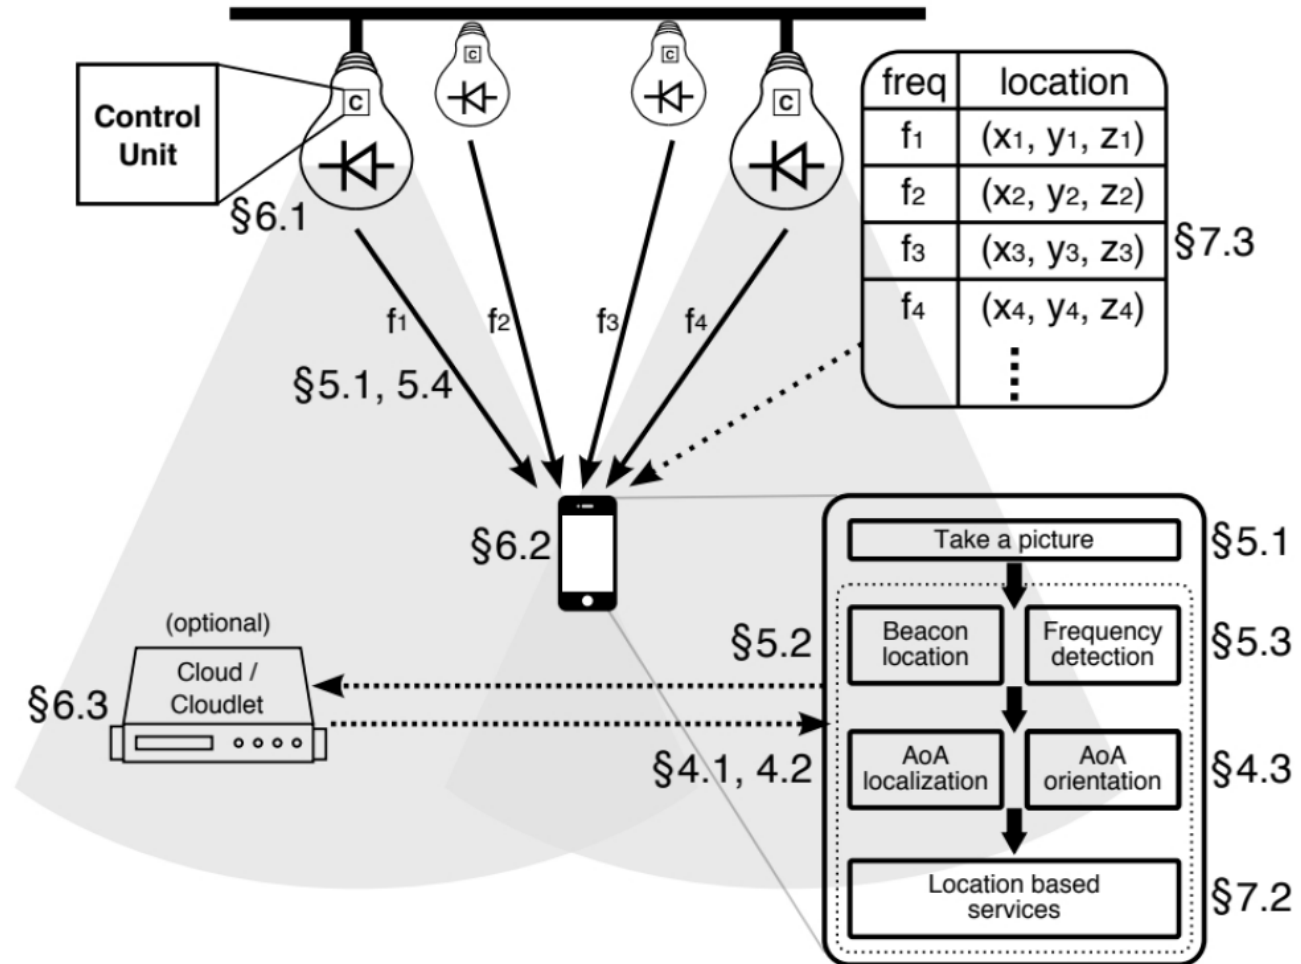 C
C
C
C
Control
Unit
§6.1
freq location
f1 (x1, y1, z1)
f2 (x2, y2, z2)
f3 (x3, y3, z3)
f4 (x4, y4, z4)
§7.3
f1
f2
f3
f4
§5.1, 5.4
§6.2
Take a picture
§5.1
§5.2
Beacon
location
Frequency
detection
§5.3
(optional)
Cloud /
Cloudlet
§6.3
§4.1, 4.2
AoA
localization
AoA
orientation
§4.3
Location based
services
§7.2